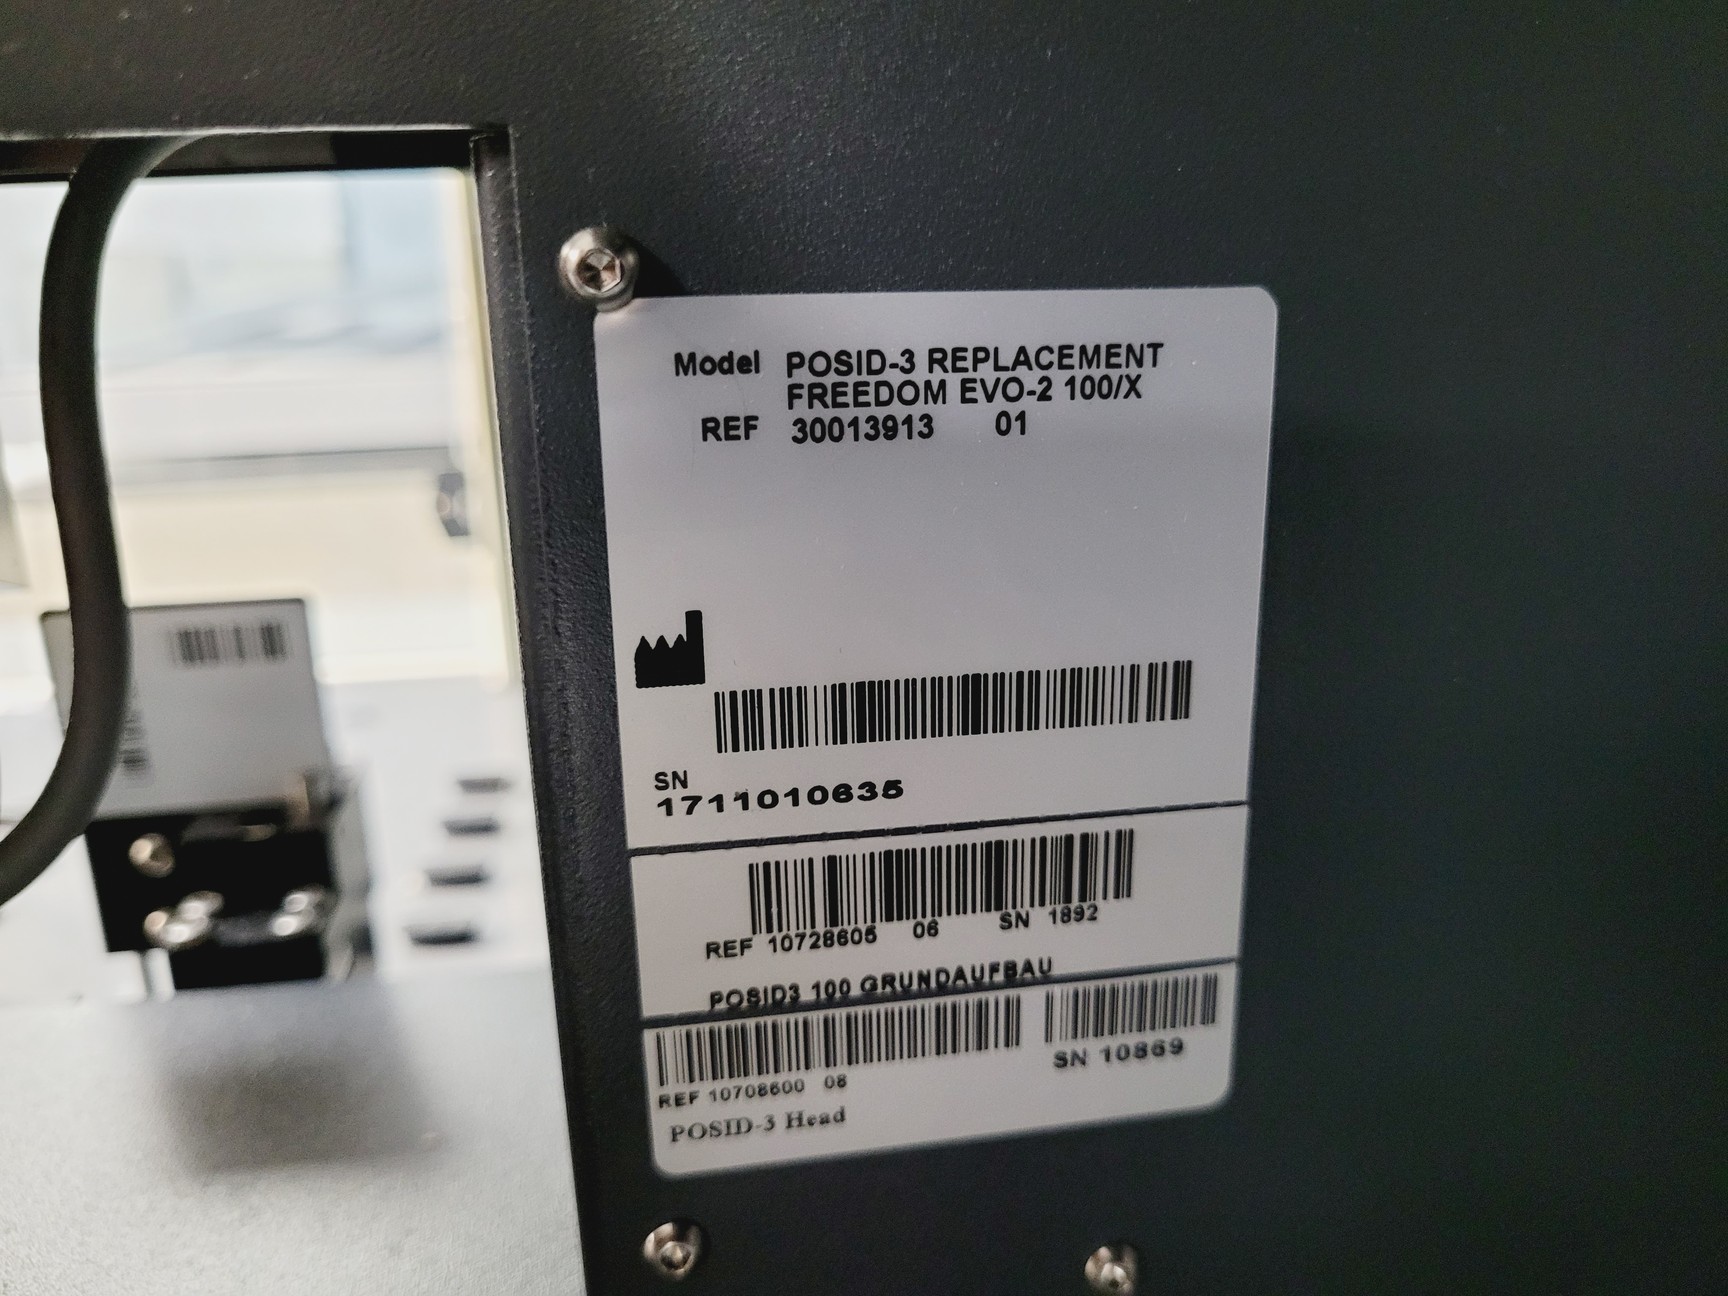 Model POSID-3 REPLACEMENT
FREEDOM EVO-2 100/X
REF 30013913 01
SN
1711010635
REF 10728605 06 SN 1892
POSID3 100 GRUNDAUFBAU
SN 10869
REF 10708600 08
POSID-3 Head